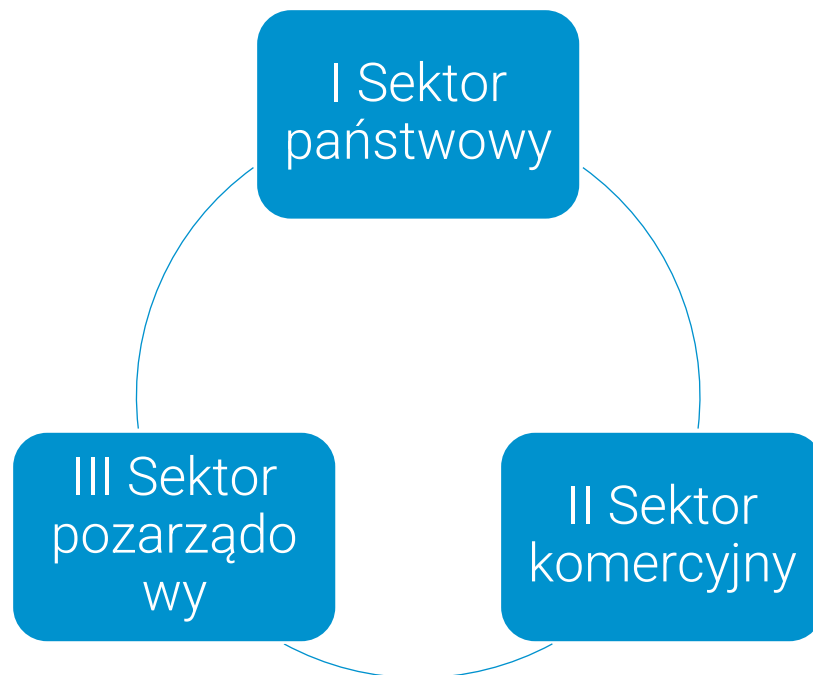 I Sektor
państwowy
III Sektor
pozarządo
wy
II Sektor
komercyjny